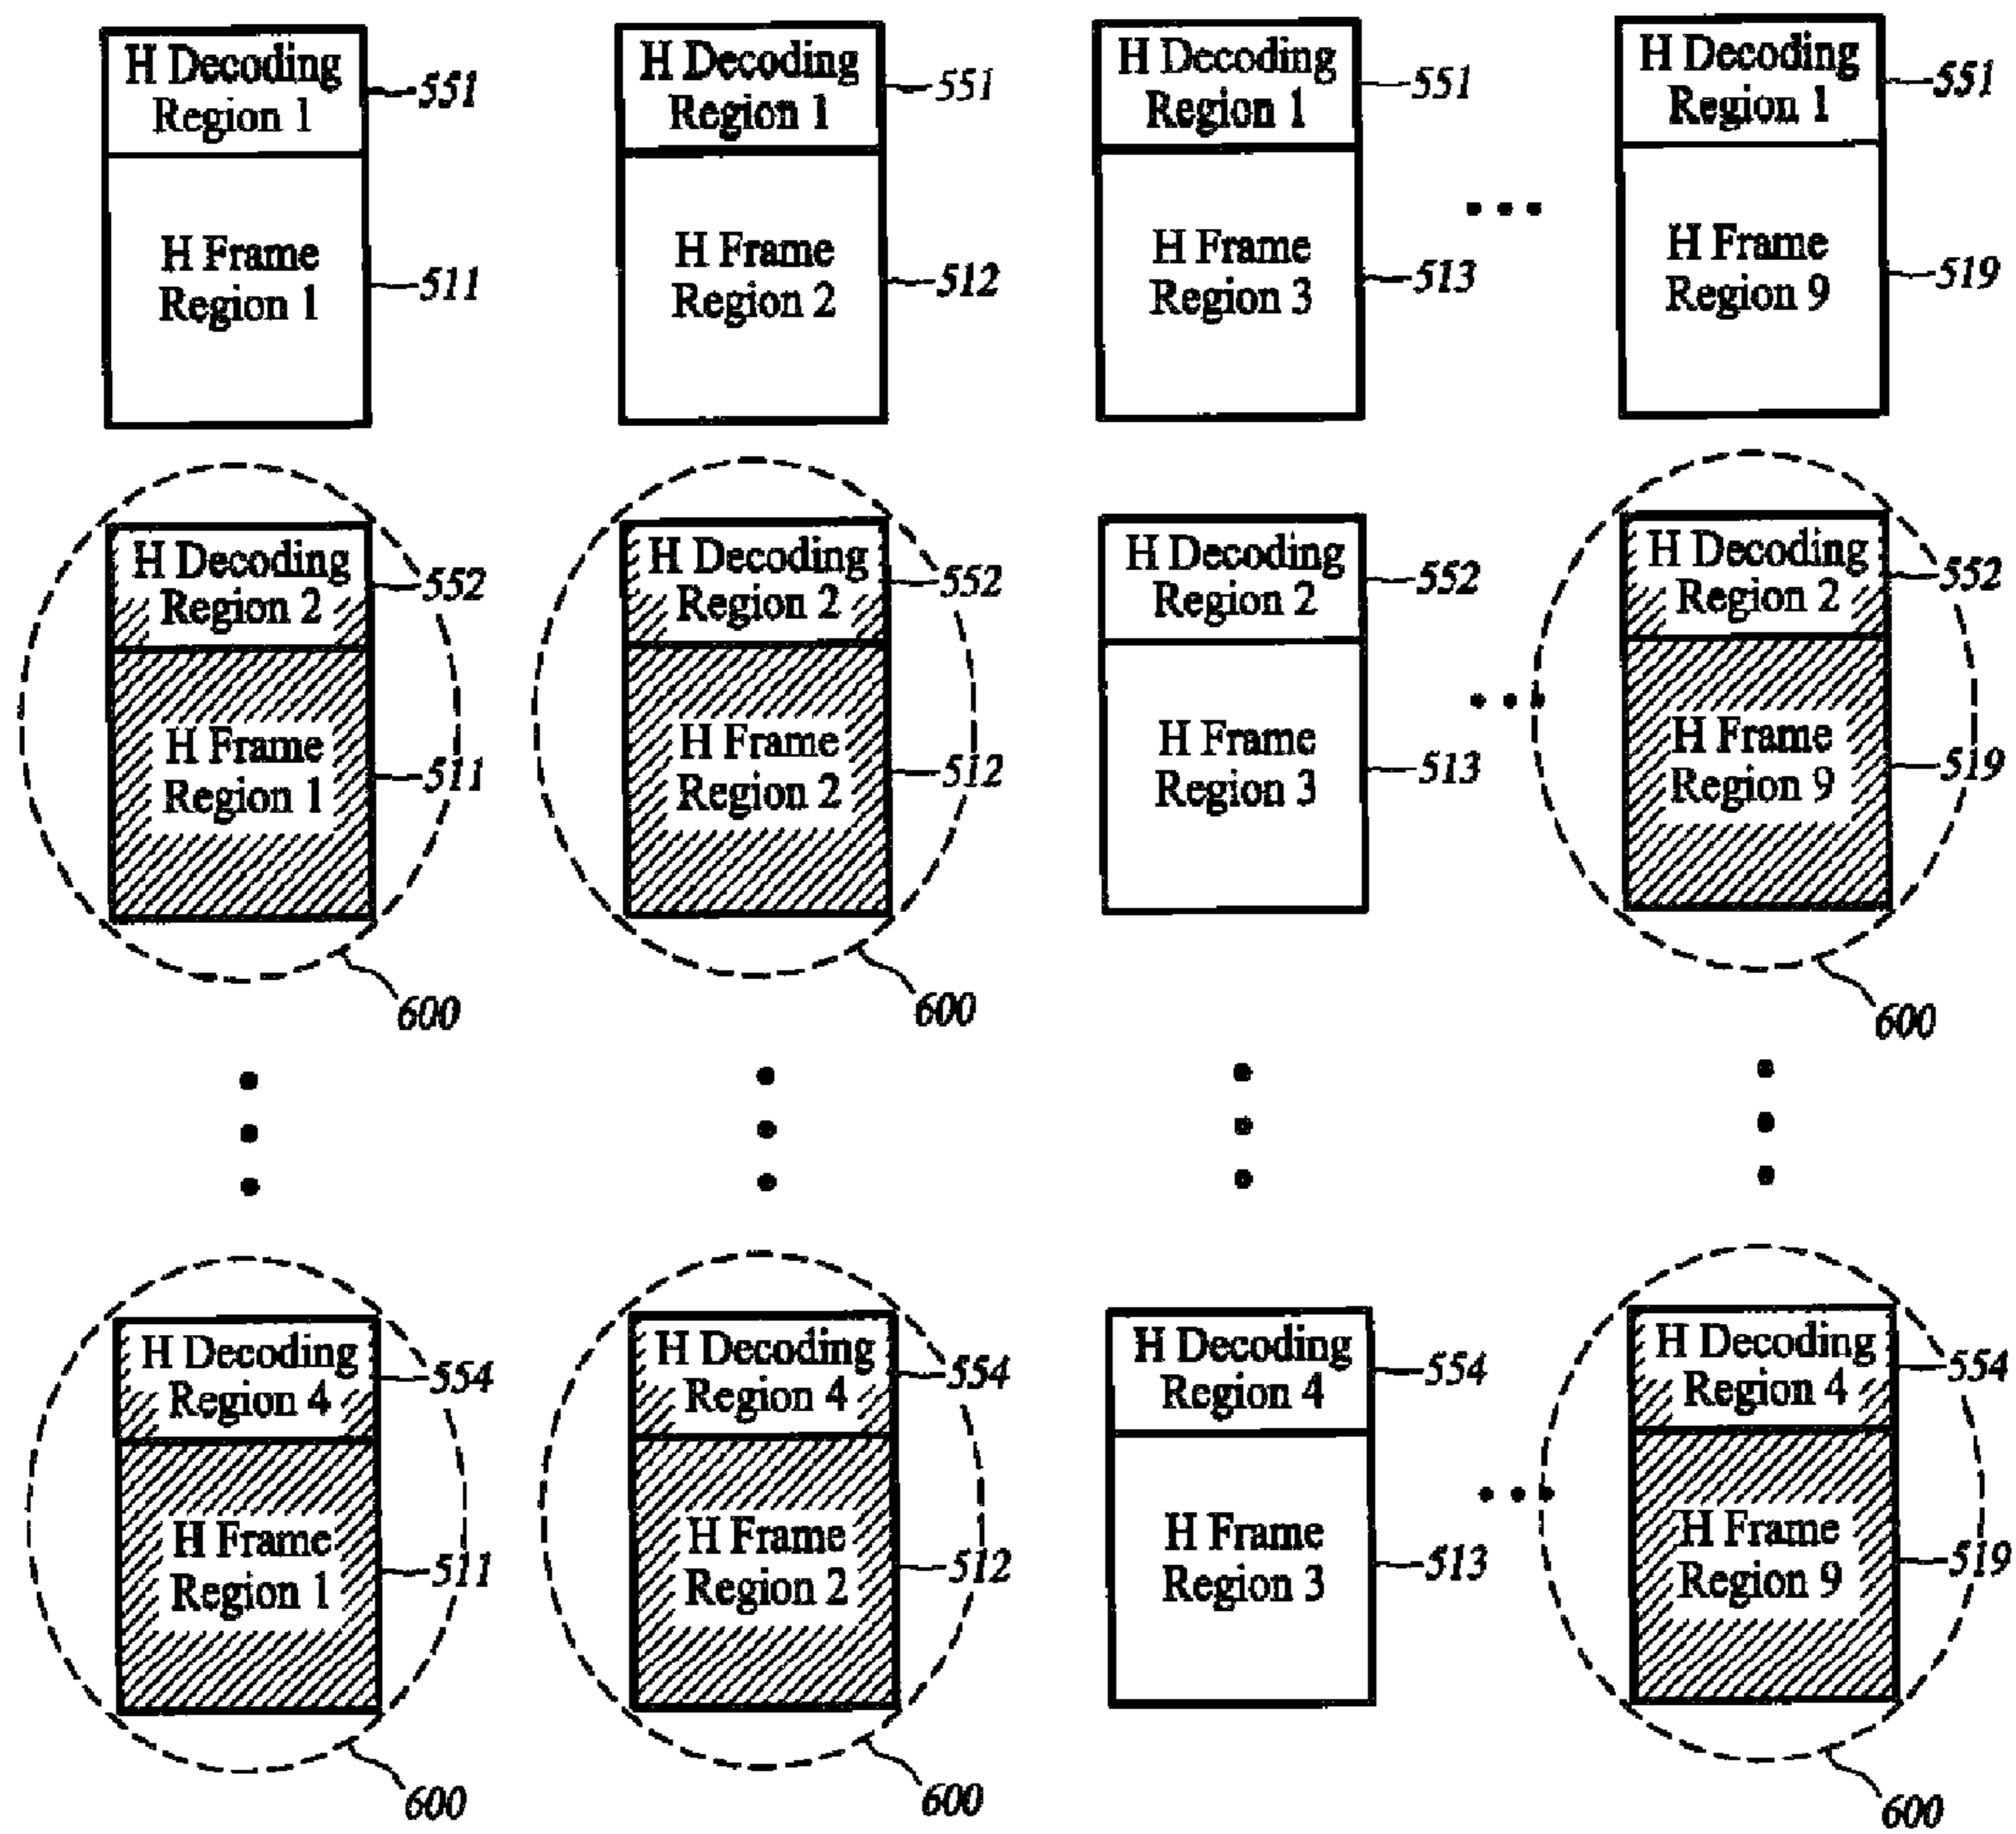 H Decoding
Region 1
551
H Frame
Region 1
511
H Decoding
Region 1
551
H Frame
Region 2
512
H Decoding
Region 1
551
H Frame
Region 3
513
H Decoding
Region 1
551
H Frame
Region 9
519
H Decoding
Region 2
552
H Frame
Region 1
511
600
H Decoding
Region 2
552
H Frame
Region 2
512
600
H Decoding
Region 2
552
H Frame
Region 3
513
H Decoding
Region 2
552
H Frame
Region 9
519
600
H Decoding
Region 4
554
H Frame
Region 1
511
600
H Decoding
Region 4
554
H Frame
Region 2
512
600
H Decoding
Region 4
554
H Frame
Region 3
513
H Decoding
Region 4
554
H Frame
Region 9
519
600